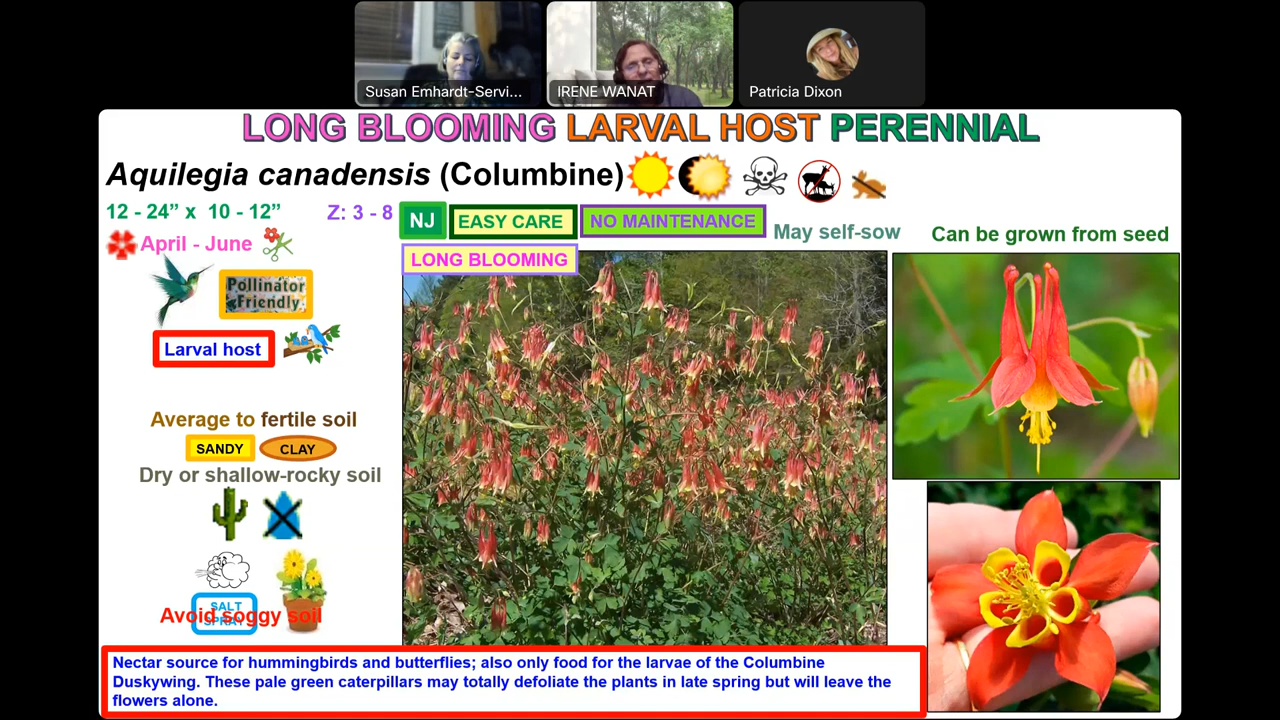 Susan Emhardt-Servi...
IRENE WANAT
Patricia Dixon
LONG BLOOMING LARVAL HOST PERENNIAL
Aquilegia canadensis (Columbine)
12 - 24” x 10 - 12”
Z: 3 - 8
NJ
EASY CARE
NO MAINTENANCE
May self-sow
Can be grown from seed
April - June
LONG BLOOMING
Pollinator
Friendly
Larval host
Average to fertile soil
SANDY
CLAY
Dry or shallow-rocky soil
SALT
SPRAY
Avoid soggy soil
Nectar source for hummingbirds and butterflies; also only food for the larvae of the Columbine
Duskywing. These pale green caterpillars may totally defoliate the plants in late spring but will leave the
flowers alone.